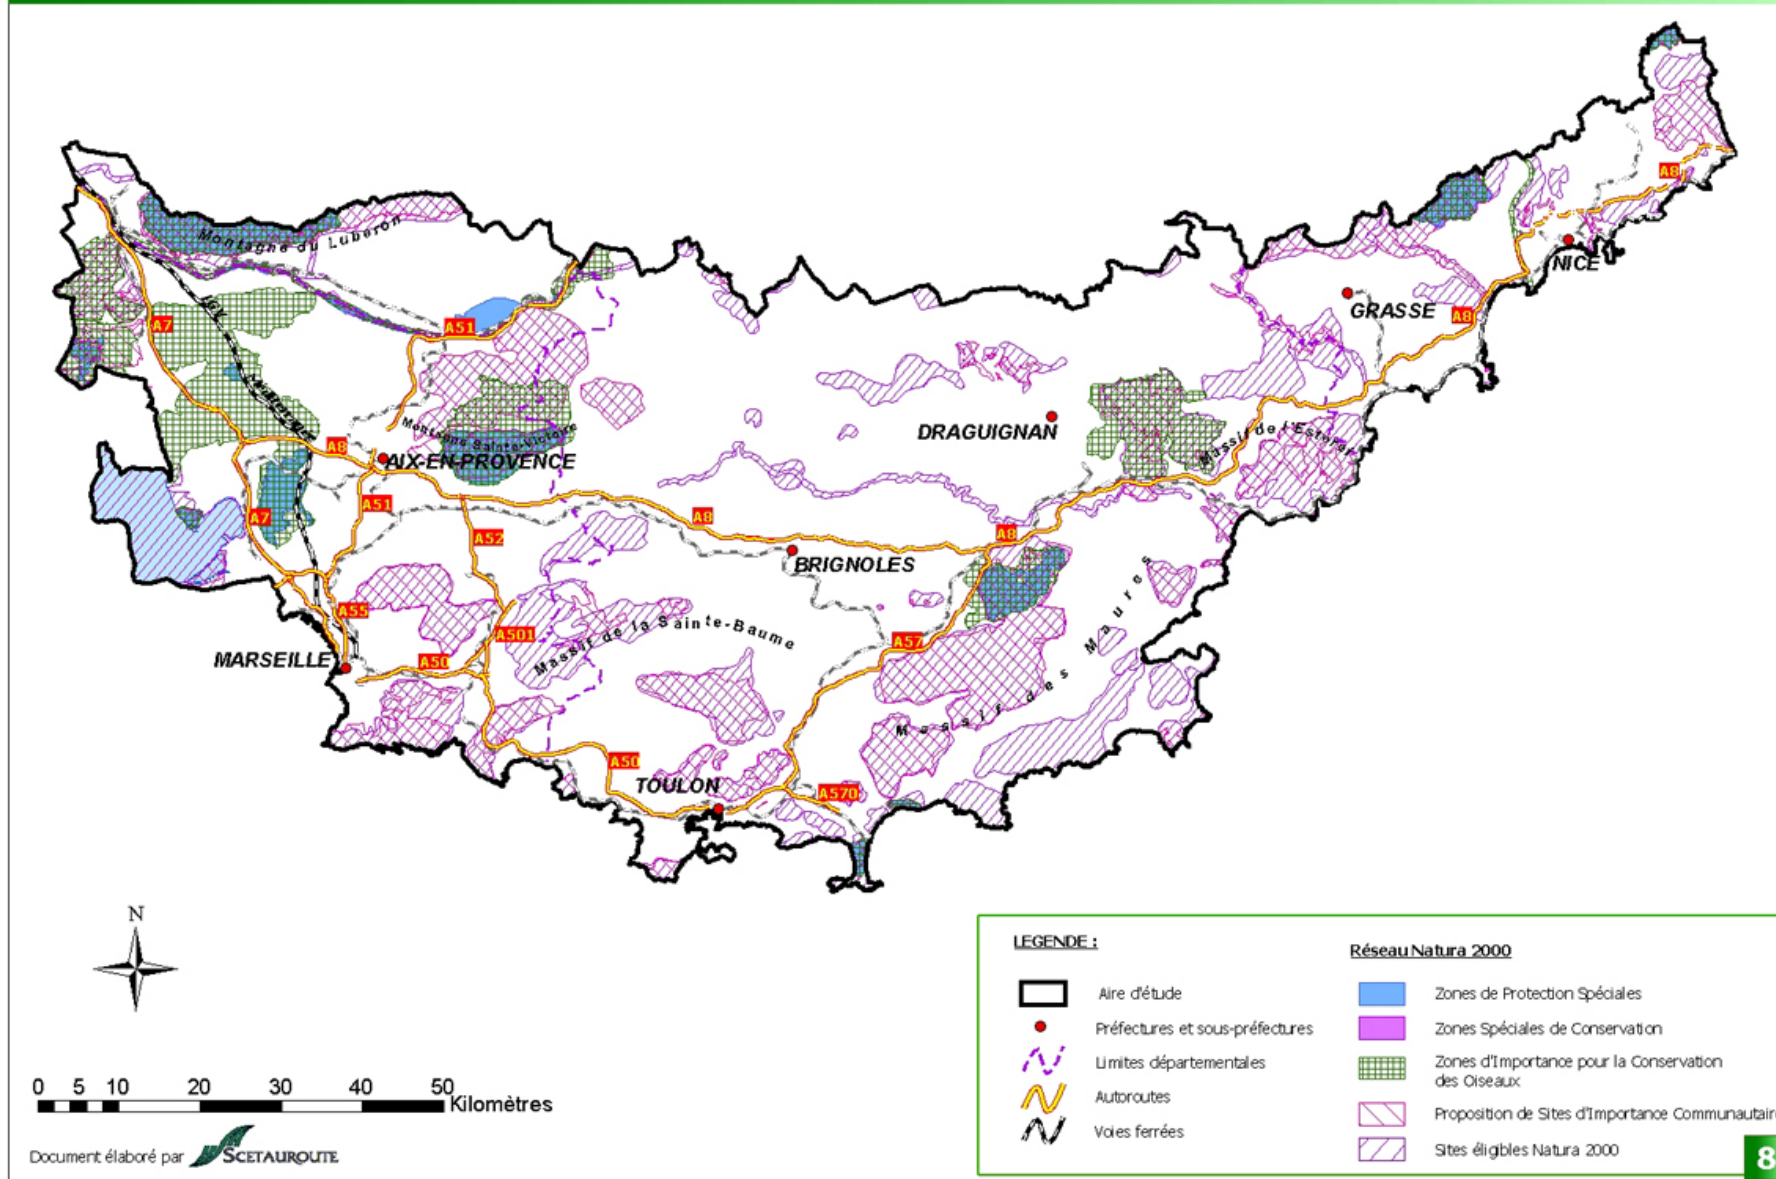 Montagne du Luberon
A8
A7
TGV
A51
NICE
GRASSE
A8
Montagne Sainte-Victoire
DRAGUIGNAN
Massif de l'Esterel
A8
AIX-EN-PROVENCE
A51
A7
A8
A52
A8
BRIGNOLES
Maures
A55
A501
Massif de la Sainte-Baume
A57
MARSEILLE
A50
Massif des
A50
TOULON
A570
N
LEGENDE :
Aire d'étude
Préfectures et sous-préfectures
Limites départementales
Autoroutes
Voies ferrées
Réseau Natura 2000
Zones de Protection Spéciales
Zones Spéciales de Conservation
Zones d'Importance pour la Conservation
des Oiseaux
Proposition de Sites d'Importance Communautair
Sites éligibles Natura 2000
0 5 10 20 30 40 50 Kilomètres
Document élaboré par SCETAUROUTE
8